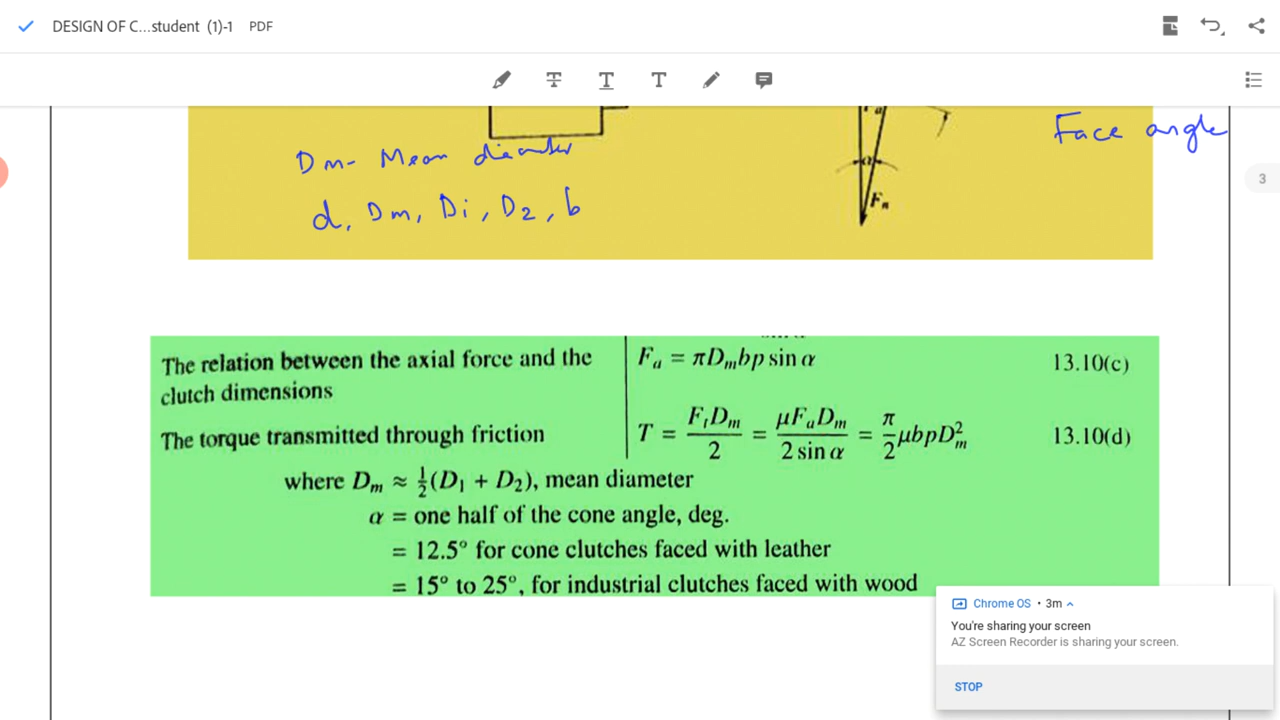 DESIGN OF C...student (1)-1 PDF
Face angle
Dm- Mean diameter
α
Fn
d, Dm, Di, D2, b
3
The relation between the axial force and the clutch dimensions
Fa = πDmbp sin α 13.10(c)
The torque transmitted through friction
T = FtDm/2 = μFaDm/2 sin α = π/2 μbpD²m 13.10(d)
where Dm ≈ ½(D1 + D2), mean diameter
α = one half of the cone angle, deg.
= 12.5° for cone clutches faced with leather
= 15° to 25°, for industrial clutches faced with wood
Chrome OS • 3m
You're sharing your screen
AZ Screen Recorder is sharing your screen.
STOP